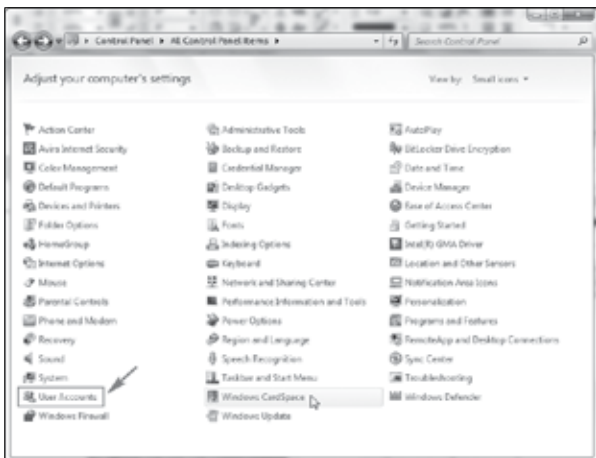 Control Panel ▸ All Control Panel Items ▸
Search Control Panel
Adjust your computer's settings
View by: Small icons
Action Center
Administrative Tools
AutoPlay
Avira Internet Security
Backup and Restore
BitLocker Drive Encryption
Color Management
Credential Manager
Date and Time
Default Programs
Desktop Gadgets
Device Manager
Devices and Printers
Display
Ease of Access Center
Folder Options
Fonts
Getting Started
HomeGroup
Indexing Options
Intel(R) GMA Driver
Internet Options
Keyboard
Location and Other Sensors
Mouse
Network and Sharing Center
Notification Area Icons
Parental Controls
Performance Information and Tools
Personalization
Phone and Modem
Power Options
Programs and Features
Recovery
Region and Language
RemoteApp and Desktop Connections
Sound
Speech Recognition
Sync Center
System
Taskbar and Start Menu
Troubleshooting
User Accounts
Windows CardSpace
Windows Defender
Windows Firewall
Windows Update